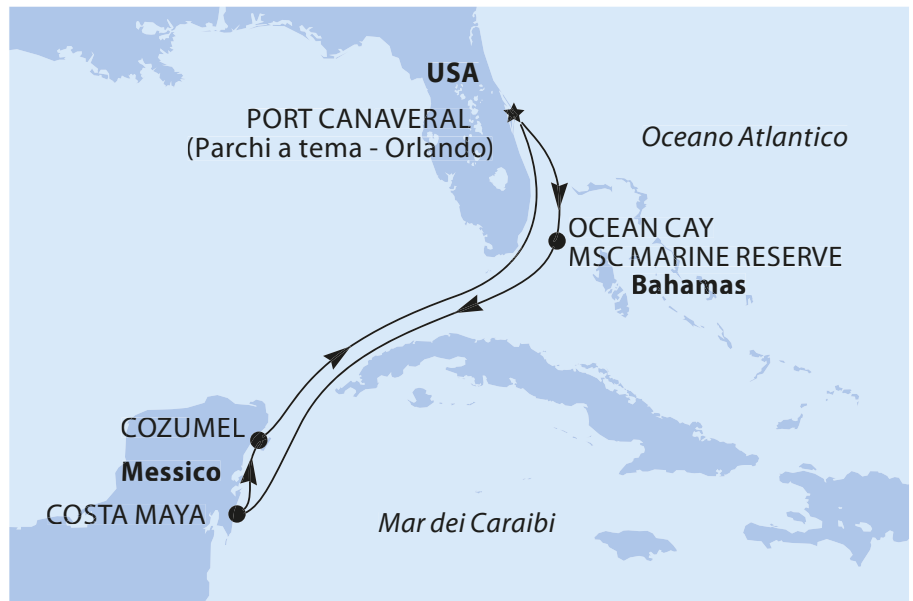 USA
PORT CANAVERAL
(Parchi a tema - Orlando)
Oceano Atlantico
OCEAN CAY
MSC MARINE RESERVE
Bahamas
COZUMEL
Messico
COSTA MAYA
Mar dei Caraibi